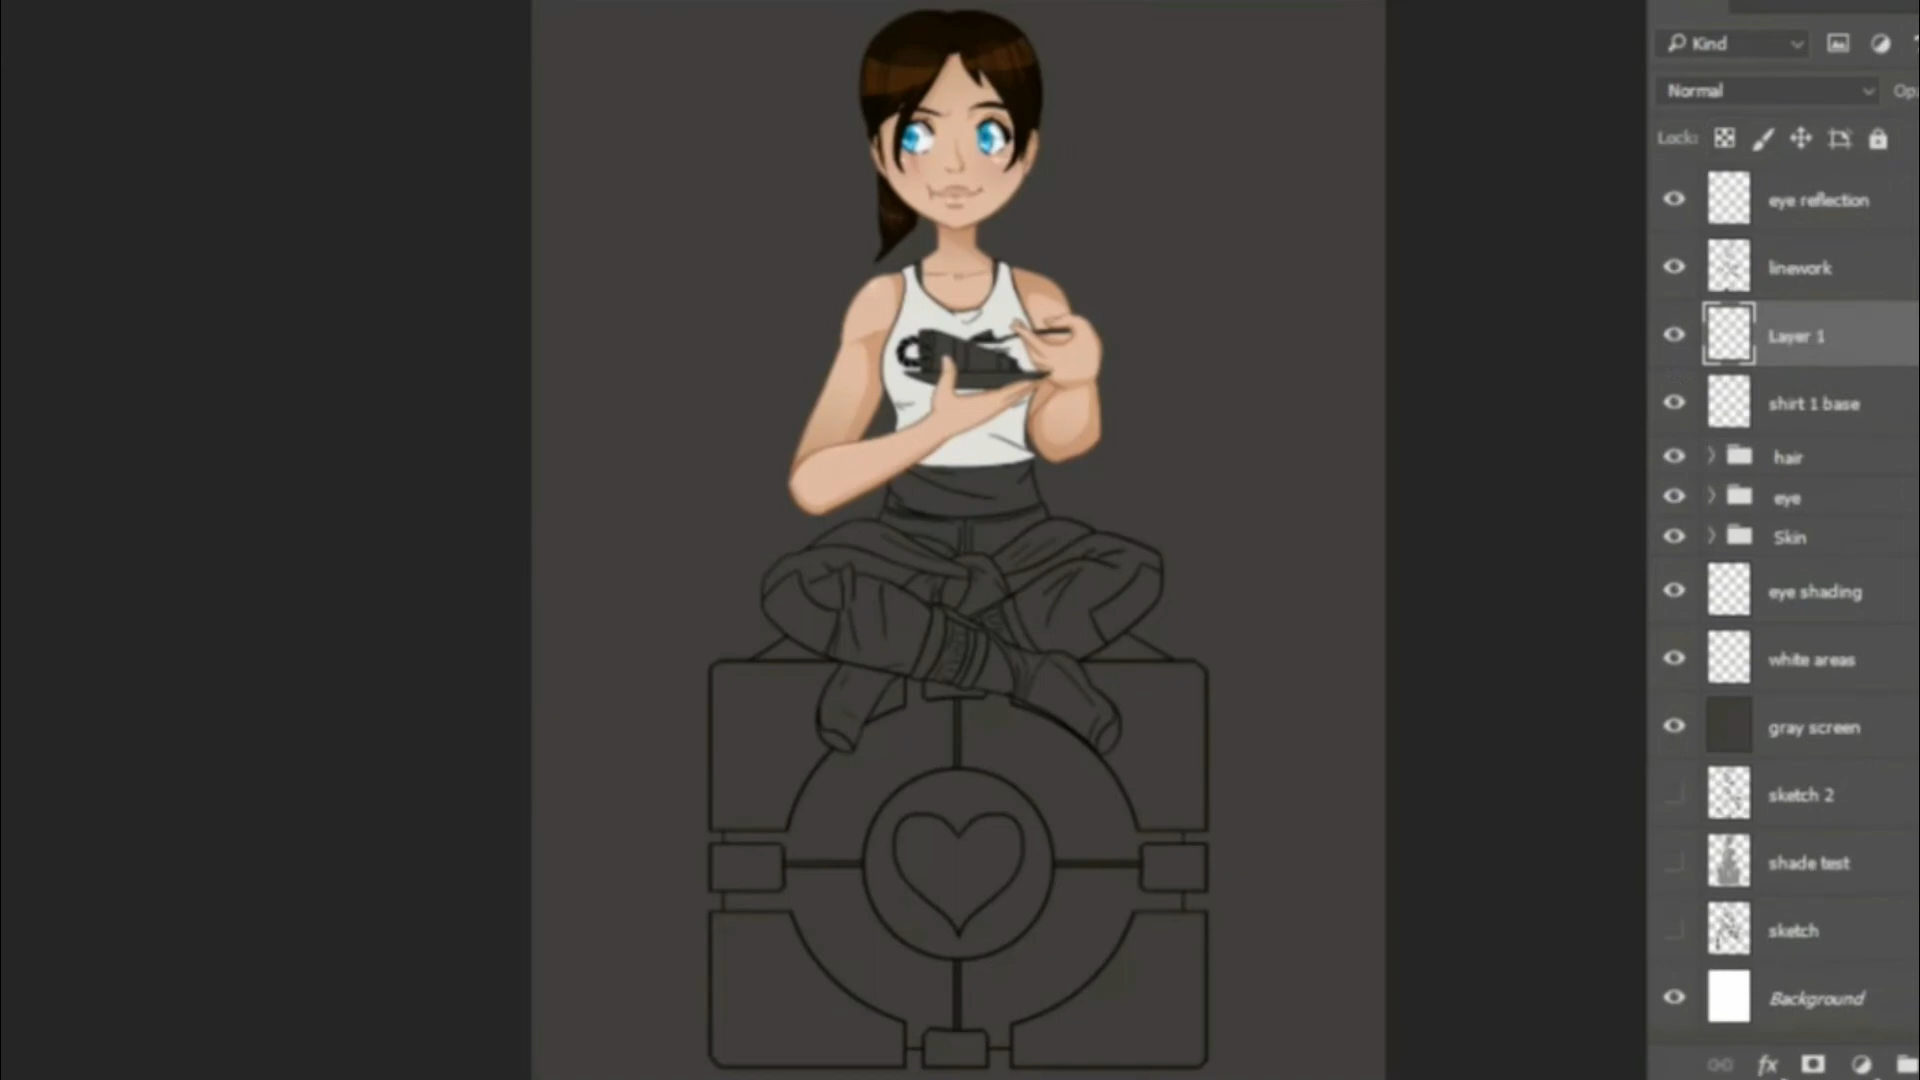 Kind
Normal
Lock:
eye reflection
linework
Layer 1
shirt 1 base
hair
eye
Skin
eye shading
white areas
gray screen
sketch 2
shade test
sketch
Background
fx